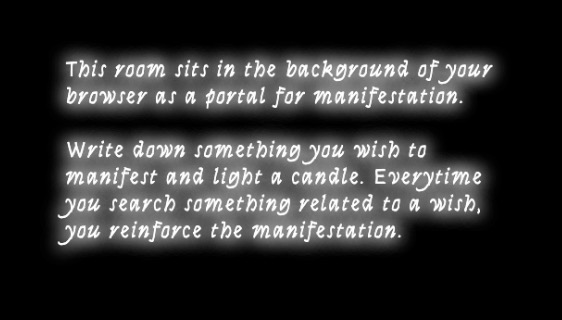 This room sits in the background of your
browser as a portal for manifestation.
Write down something you wish to
manifest and light a candle. Everytime
you search something related to a wish,
you reinforce the manifestation.